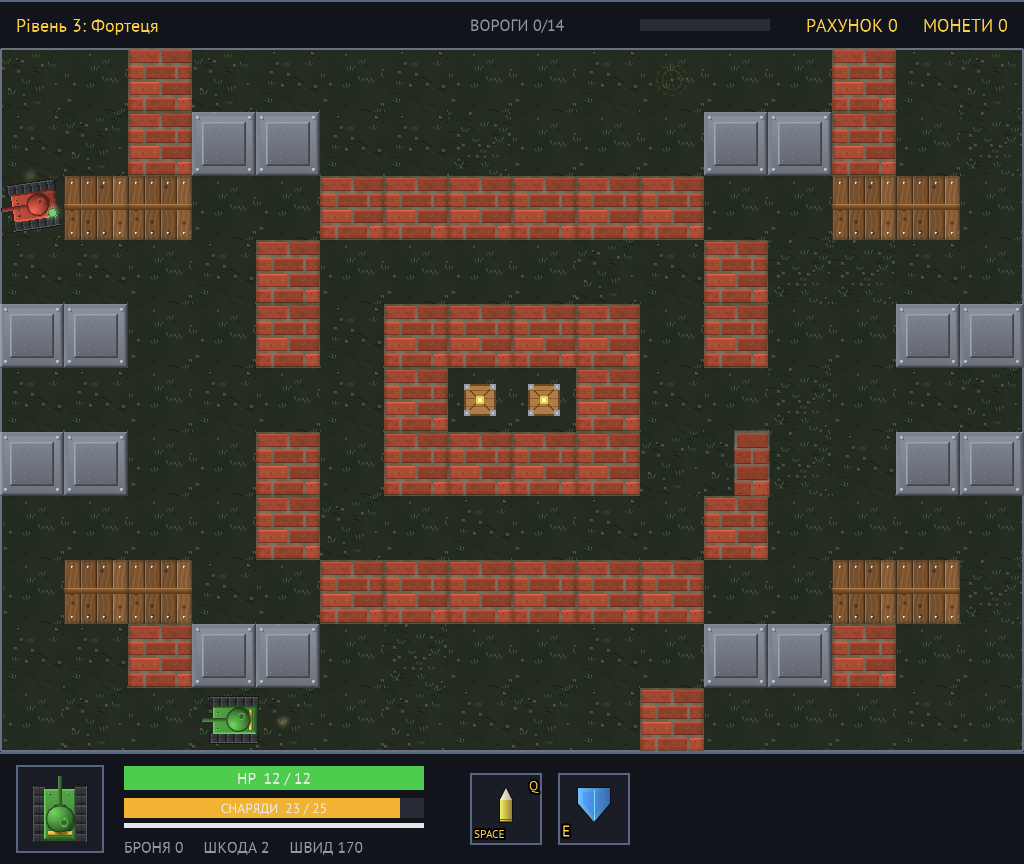 Рівень 3: Фортеця
ВОРОГИ 0/14
РАХУНОК 0
МОНЕТИ 0
HP 12 / 12
СНАРЯДИ 23 / 25
БРОНЯ 0
ШКОДА 2
ШВИД 170
Q
SPACE
E